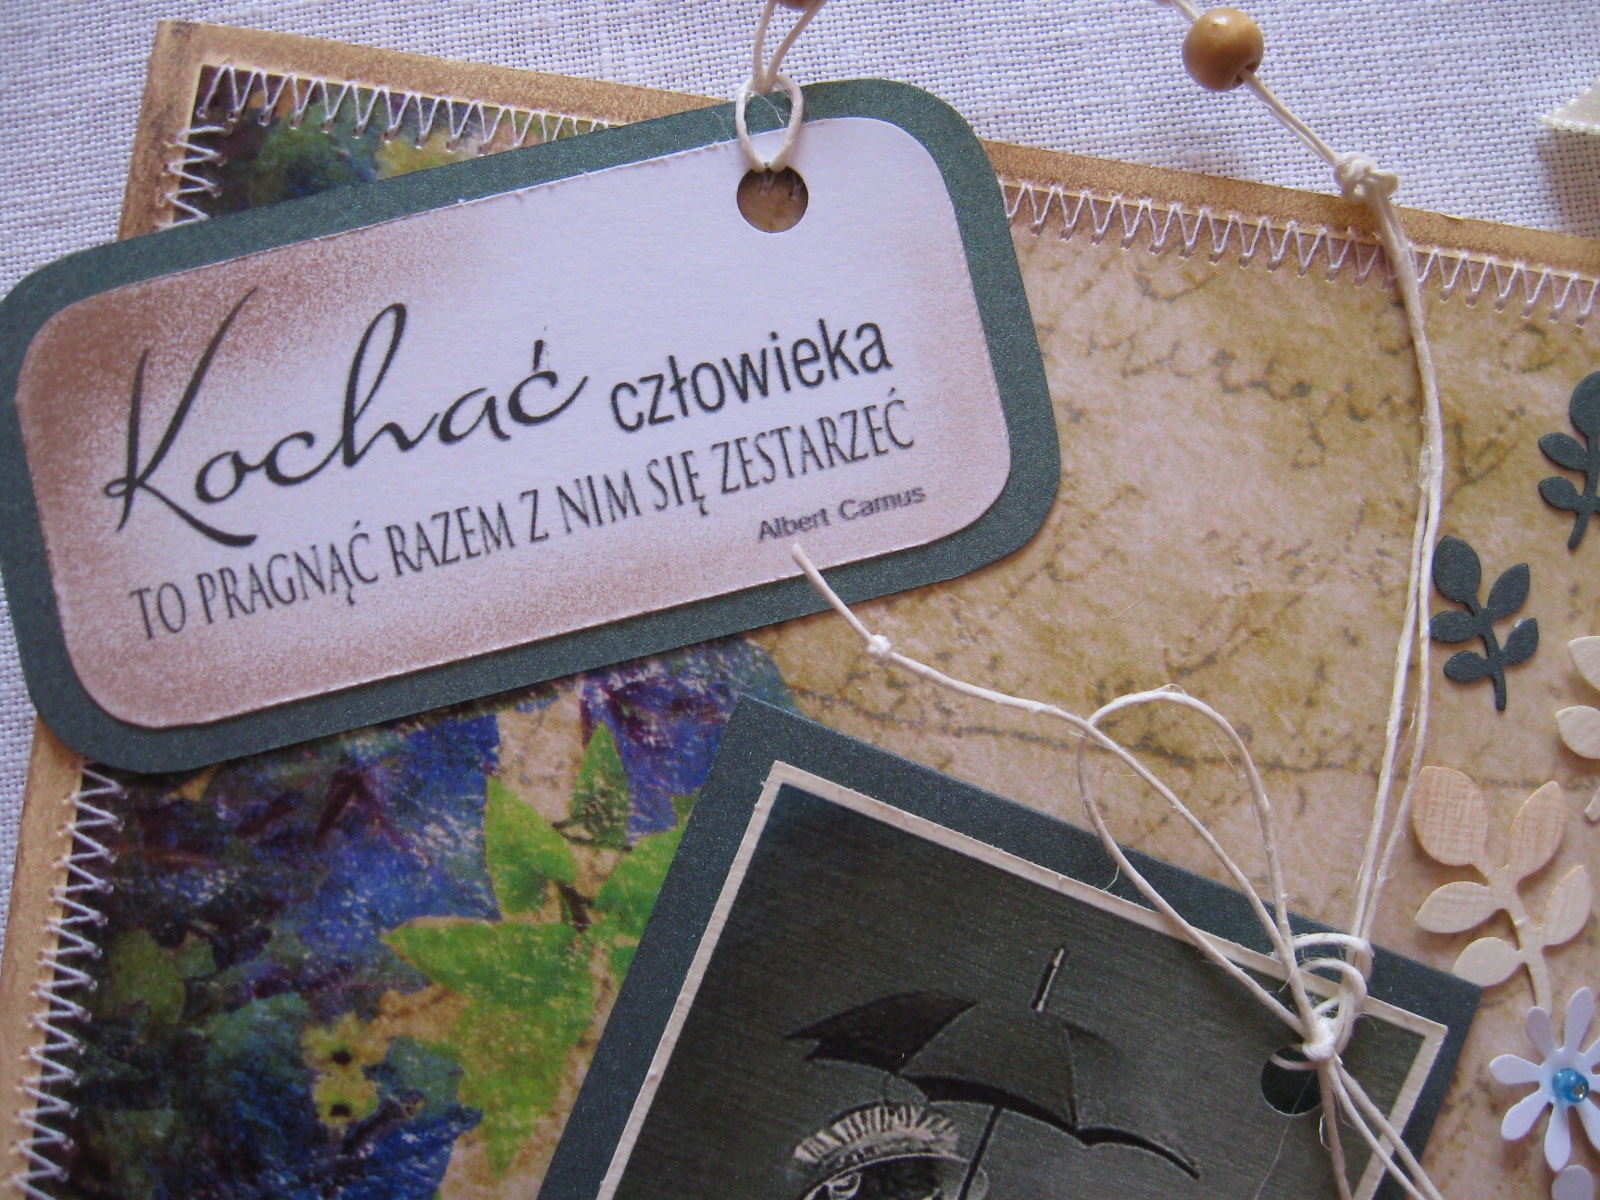 Kochać człowieka
TO PRAGNĄĆ RAZEM Z NIM SIĘ ZESTARZEĆ
Albert Camus